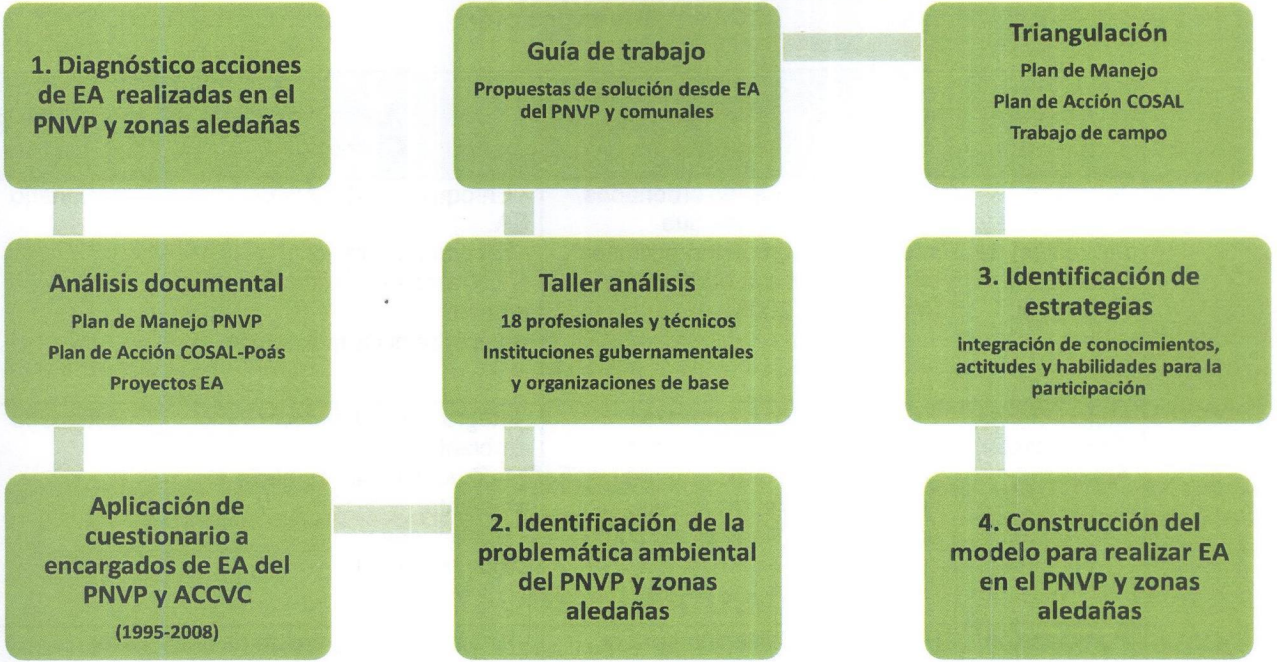 1. Diagnóstico acciones
de EA realizadas en el
PNVP y zonas aledañas
Análisis documental
Plan de Manejo PNVP
Plan de Acción COSAL-Poás
Proyectos EA
Aplicación de
cuestionario a
encargados de EA del
PNVP y ACCVC
(1995-2008)
2. Identificación de la
problemática ambiental
del PNVP y zonas
aledañas
Taller análisis
18 profesionales y técnicos
Instituciones gubernamentales
y organizaciones de base
Guía de trabajo
Propuestas de solución desde EA
del PNVP y comunales
Triangulación
Plan de Manejo
Plan de Acción COSAL
Trabajo de campo
3. Identificación de
estrategias
integración de conocimientos,
actitudes y habilidades para la
participación
4. Construcción del
modelo para realizar EA
en el PNVP y zonas
aledañas